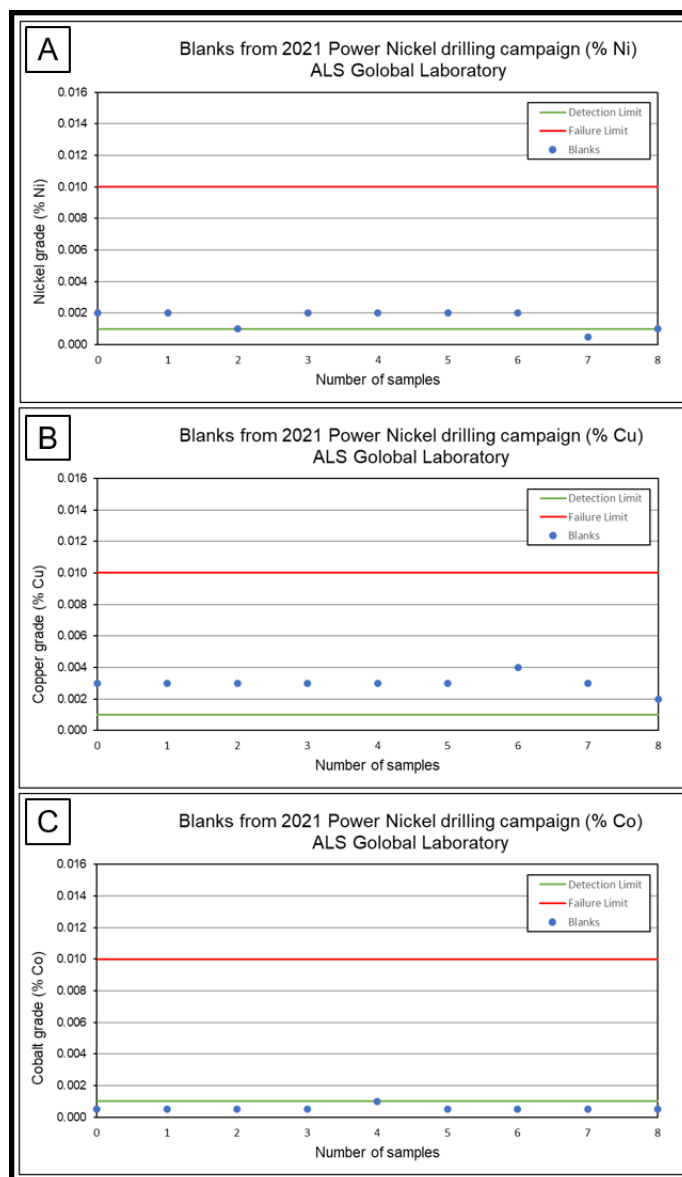 A
Blanks from 2021 Power Nickel drilling campaign (% Ni)
ALS Golobal Laboratory
0.016
0.014
0.012
0.010
0.008
0.006
0.004
0.002
0.000
Nickel grade (% Ni)
Detection Limit
Failure Limit
Blanks
0 1 2 3 4 5 6 7 8
Number of samples
B
Blanks from 2021 Power Nickel drilling campaign (% Cu)
ALS Golobal Laboratory
0.016
0.014
0.012
0.010
0.008
0.006
0.004
0.002
0.000
Copper grade (% Cu)
Detection Limit
Failure Limit
Blanks
0 1 2 3 4 5 6 7 8
Number of samples
C
Blanks from 2021 Power Nickel drilling campaign (% Co)
ALS Golobal Laboratory
0.016
0.014
0.012
0.010
0.008
0.006
0.004
0.002
0.000
Cobalt grade (% Co)
Detection Limit
Failure Limit
Blanks
0 1 2 3 4 5 6 7 8
Number of samples